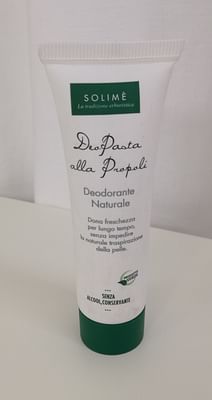 SOLIMÈ
La tradizione erboristica
DeoPasta
alla Propoli
Deodorante
Naturale
Dona freschezza
per lungo tempo,
senza impedire
la naturale traspirazione
della pelle.
SENZA
ALCOOL, CONSERVANTE